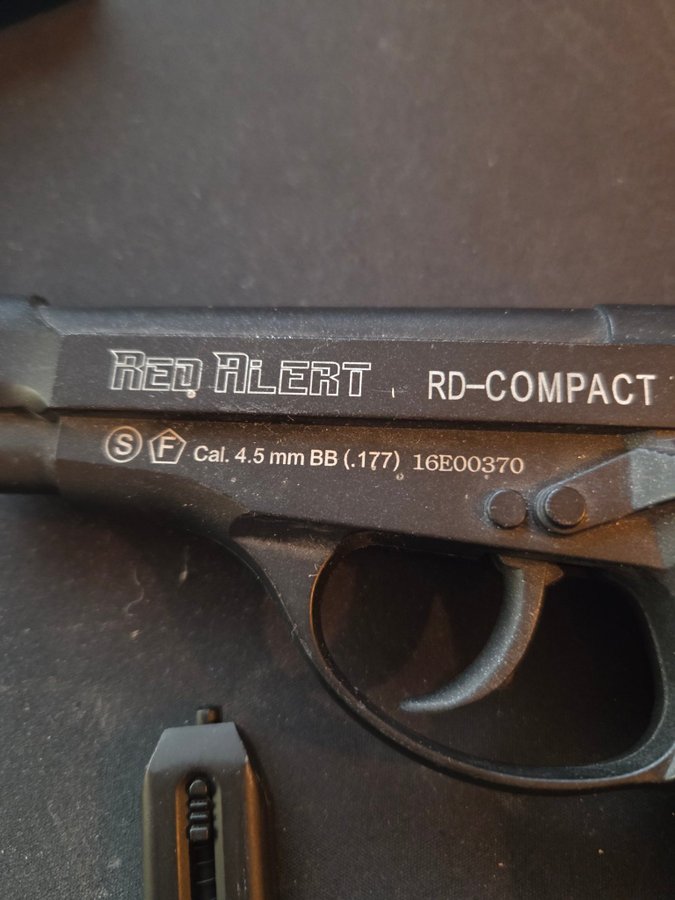 RED ALERT RD-COMPACT
S F Cal. 4.5 mm BB (.177) 16E00370